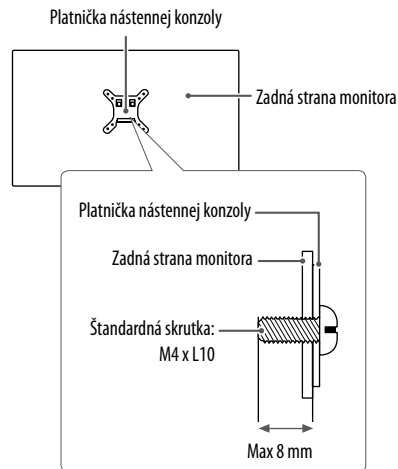 Platnička nástennej konzoly
Zadná strana monitora
Platnička nástennej konzoly
Zadná strana monitora
Štandardná skrutka:
M4 x L10
Max 8 mm